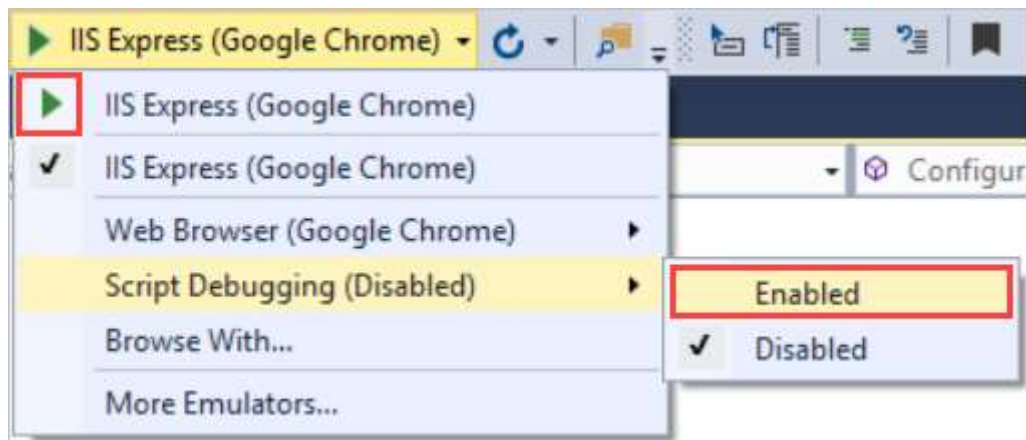 IIS Express (Google Chrome)
IIS Express (Google Chrome)
IIS Express (Google Chrome)
Configur
Web Browser (Google Chrome)
Script Debugging (Disabled)
Enabled
Browse With...
Disabled
More Emulators...